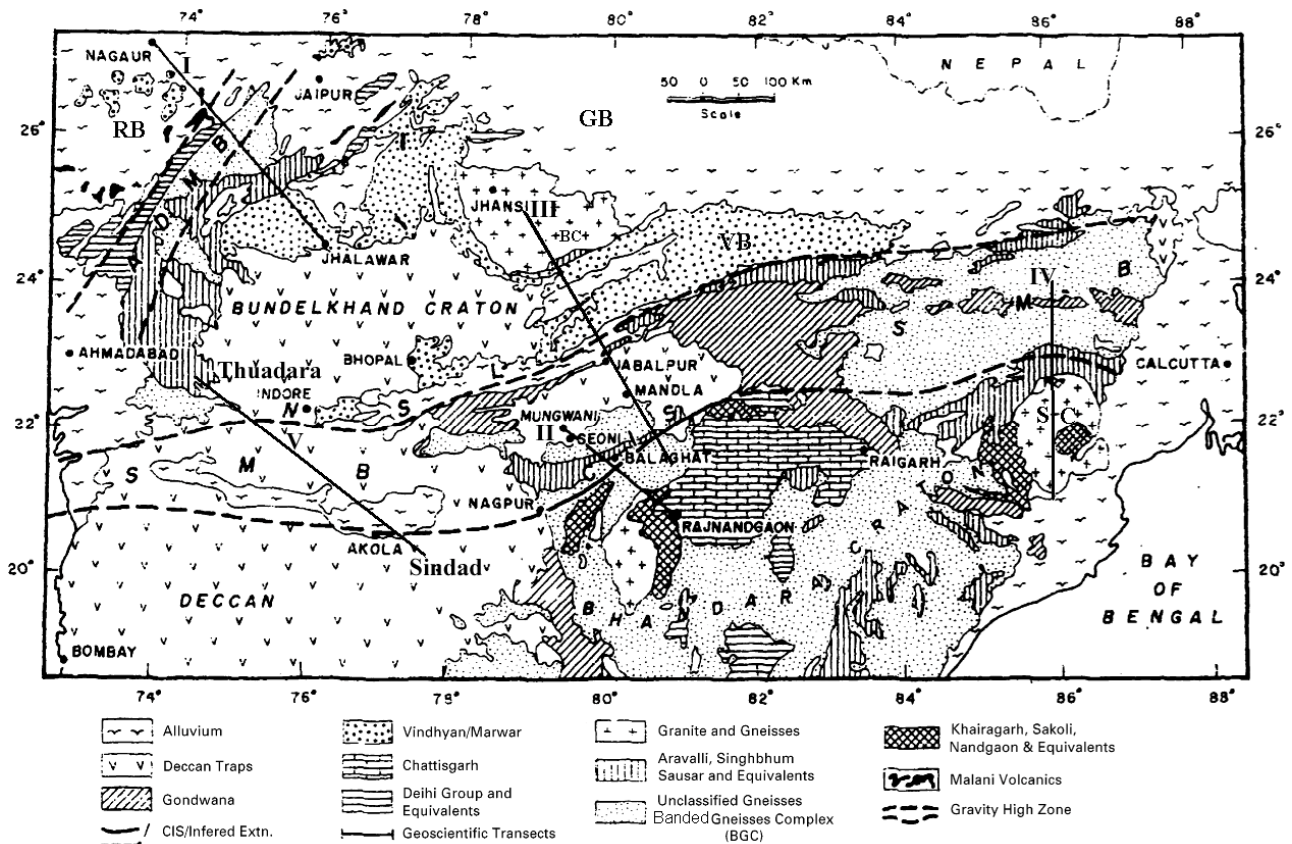 74° 76° 78° 80° 82° 84° 86° 88°
NAGAUR
I
JAIPUR
50 0 50 100 Km
Scale
NEPAL
26°
RB
GB
26°
A
D
M
B
JHANSI
III
BC
VB
JHALAWAR
24°
24°
IV
B
M
S
BUNDELKHAND CRATON
AHMADABAD
BHOPAL
L
JABALPUR
CALCUTTA
Thuadara
MANDLA
INDORE
N
S
22°
MUNGWANI
S
S-C
22°
V
II
SEONI
BALAGHAT
RAIGARH
S M B
C
NAGPUR
RAJNANDGAON
AKOLA
Sindad
20°
20°
BHANDARA CRATON
BAY
OF
BENGAL
DECCAN
BOMBAY
74° 76° 78° 80° 82° 84° 86° 88°
Alluvium
Deccan Traps
Gondwana
CIS/Infered Extn.
Vindhyan/Marwar
Chattisgarh
Deihi Group and
Equivalents
Geoscientific Transects
Granite and Gneisses
Aravalli, Singhbhum
Sausar and Equivalents
Unclassified Gneisses
Banded Gneisses Complex
(BGC)
Khairagarh, Sakoli,
Nandgaon & Equivalents
Malani Volcanics
Gravity High Zone